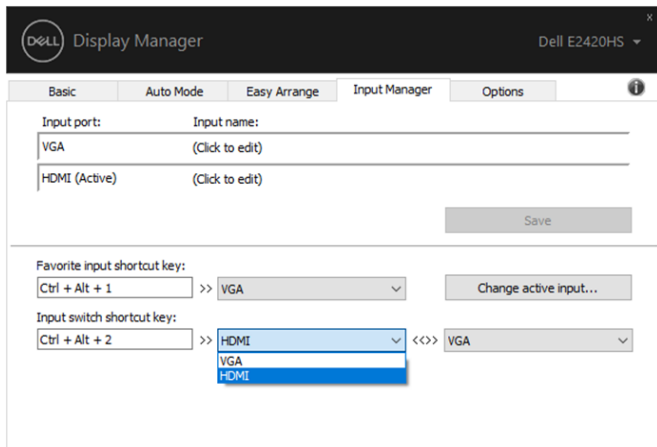 x
DELL Display Manager Dell E2420HS
Basic Auto Mode Easy Arrange Input Manager Options i
Input port: Input name:
VGA (Click to edit)
HDMI (Active) (Click to edit)
Save
Favorite input shortcut key:
Ctrl + Alt + 1 >> VGA Change active input...
Input switch shortcut key:
Ctrl + Alt + 2 >> HDMI <<>> VGA
VGA
HDMI